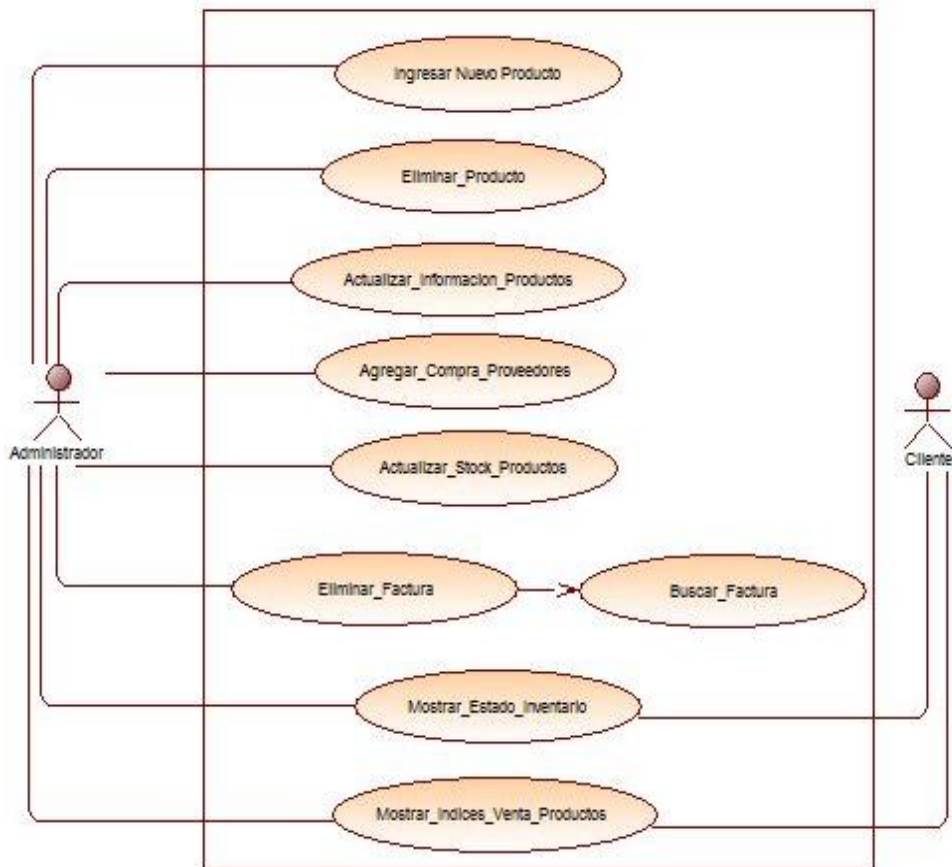 Ingresar Nuevo Producto
Eliminar_Producto
Actualizar_Informacion_Productos
Agregar_Compra_Proveedores
Administrador
Cliente
Actualizar_Stock_Productos
Eliminar_Factura
Buscar_Factura
Mostrar_Estado_Inventario
Mostrar_Indices_Venta_Productos